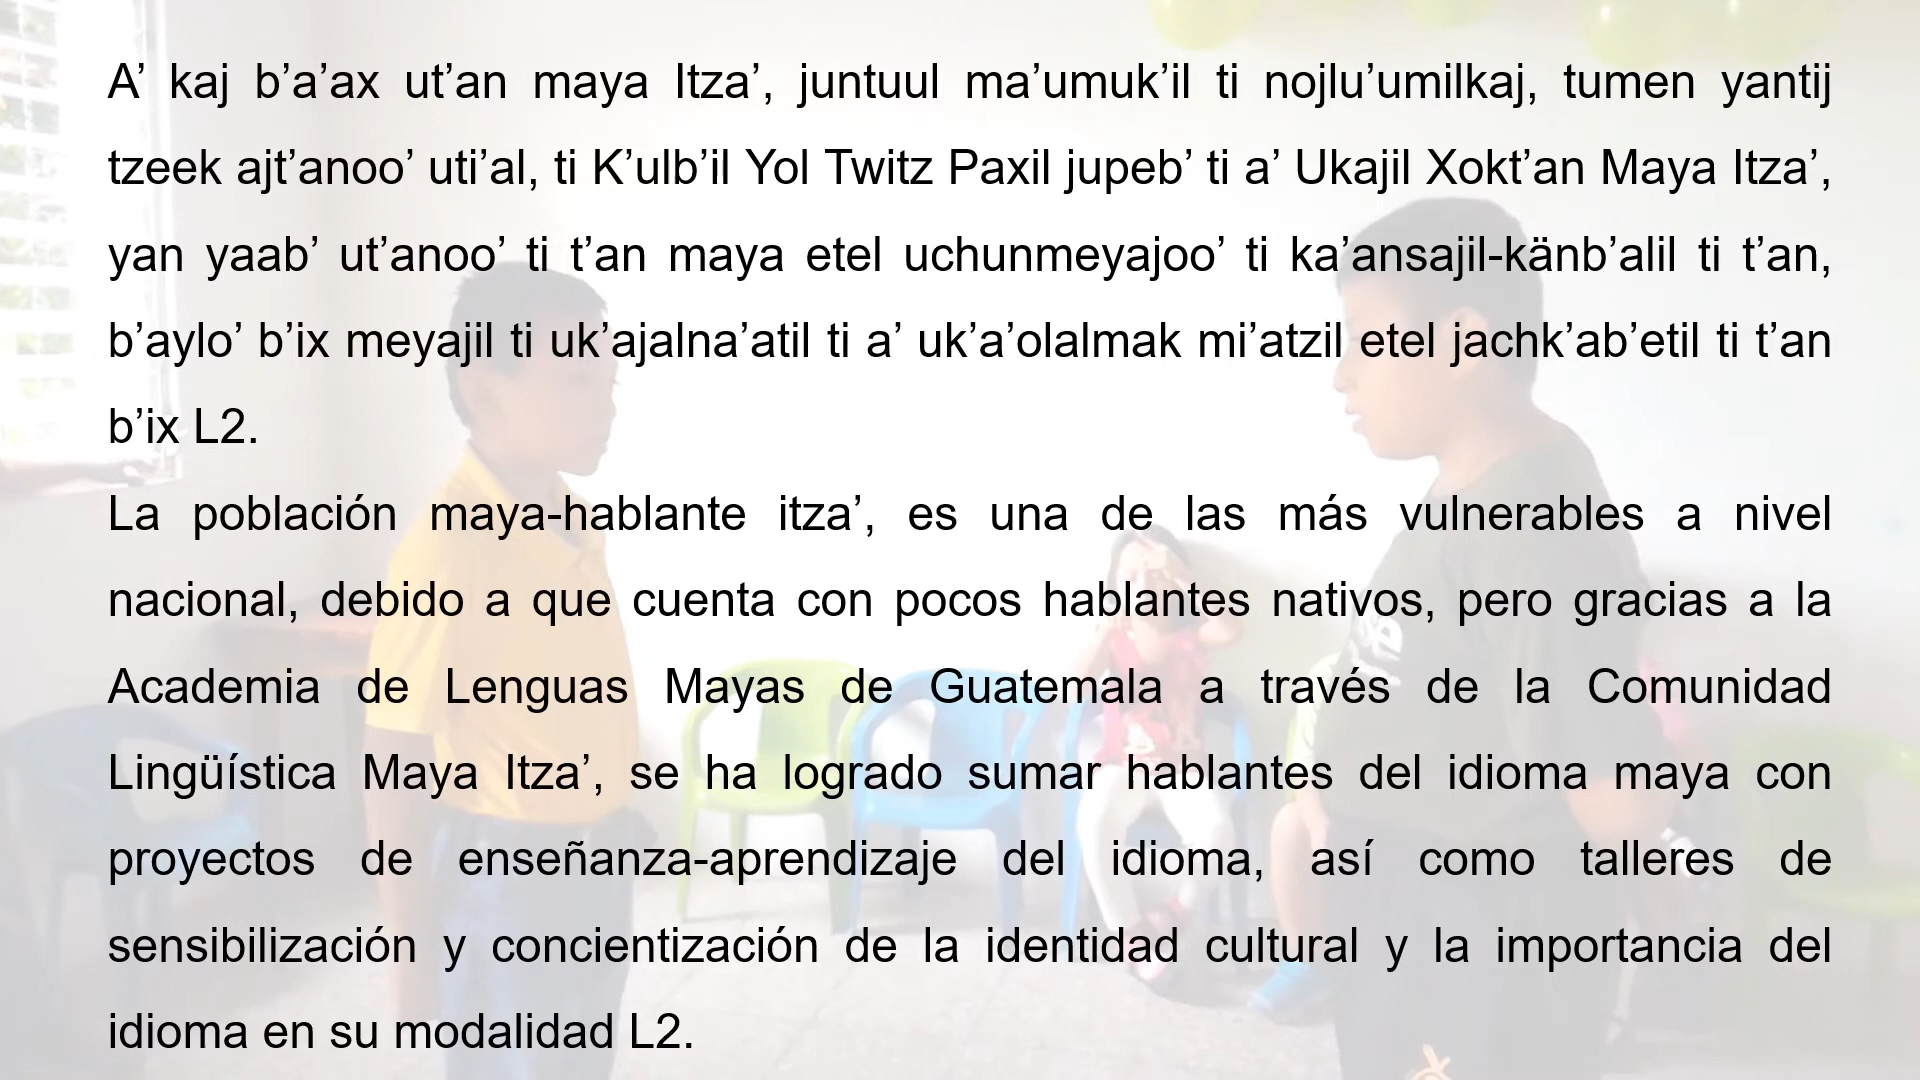 A’ kaj b’a’ax ut’an maya Itza’, juntuul ma’umuk’il ti nojlu’umilkaj, tumen yantij
tzeek ajt’anoo’ uti’al, ti K’ulb’il Yol Twitz Paxil jupeb’ ti a’ Ukajil Xokt’an Maya Itza’,
yan yaab’ ut’anoo’ ti t’an maya etel uchunmeyajoo’ ti ka’ansajil-känb’alil ti t’an,
b’aylo’ b’ix meyajil ti uk’ajalna’atil ti a’ uk’a’olalmak mi’atzil etel jachk’ab’etil ti t’an
b’ix L2.
La población maya-hablante itza’, es una de las más vulnerables a nivel
nacional, debido a que cuenta con pocos hablantes nativos, pero gracias a la
Academia de Lenguas Mayas de Guatemala a través de la Comunidad
Lingüística Maya Itza’, se ha logrado sumar hablantes del idioma maya con
proyectos de enseñanza-aprendizaje del idioma, así como talleres de
sensibilización y concientización de la identidad cultural y la importancia del
idioma en su modalidad L2.